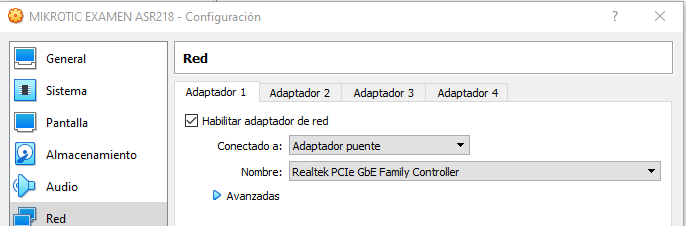 MIKROTIC EXAMEN ASR218 - Configuración
? ×
General
Sistema
Pantalla
Almacenamiento
Audio
Red
Red
Adaptador 1 Adaptador 2 Adaptador 3 Adaptador 4
Habilitar adaptador de red
Conectado a: Adaptador puente
Nombre: Realtek PCIe GbE Family Controller
Avanzadas